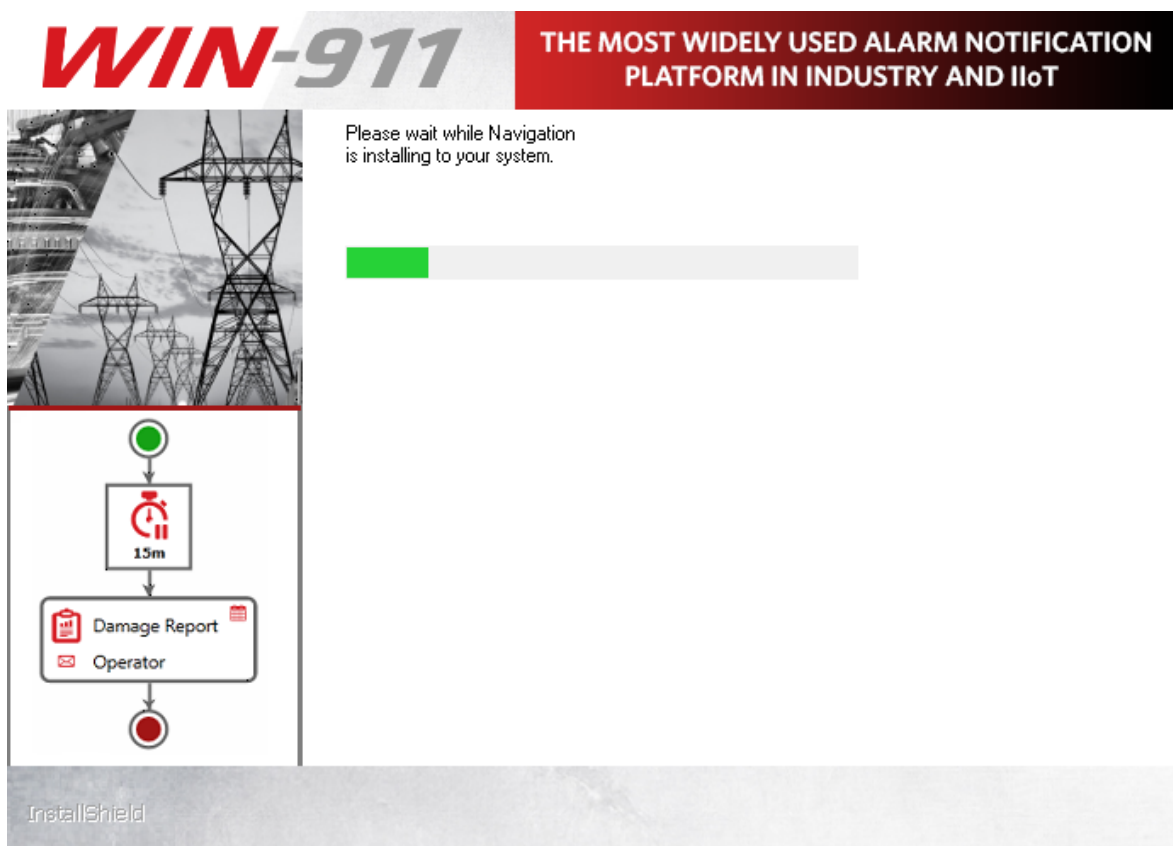 WIN-911
THE MOST WIDELY USED ALARM NOTIFICATION
PLATFORM IN INDUSTRY AND IIoT
Please wait while Navigation
is installing to your system.
15m
Damage Report
Operator
InstallShield